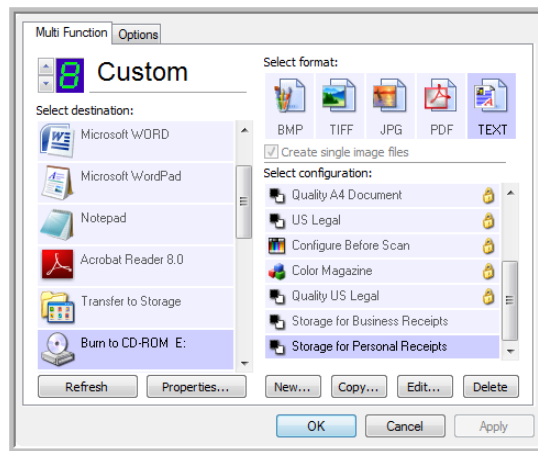 Multi Function
Options
8
Custom
Select destination:
Microsoft WORD
Microsoft WordPad
Notepad
Acrobat Reader 8.0
Transfer to Storage
Burn to CD-ROM E:
Refresh
Properties...
Select format:
BMP
TIFF
JPG
PDF
TEXT
Create single image files
Select configuration:
Quality A4 Document
US Legal
Configure Before Scan
Color Magazine
Quality US Legal
Storage for Business Receipts
Storage for Personal Receipts
New...
Copy...
Edit...
Delete
OK
Cancel
Apply